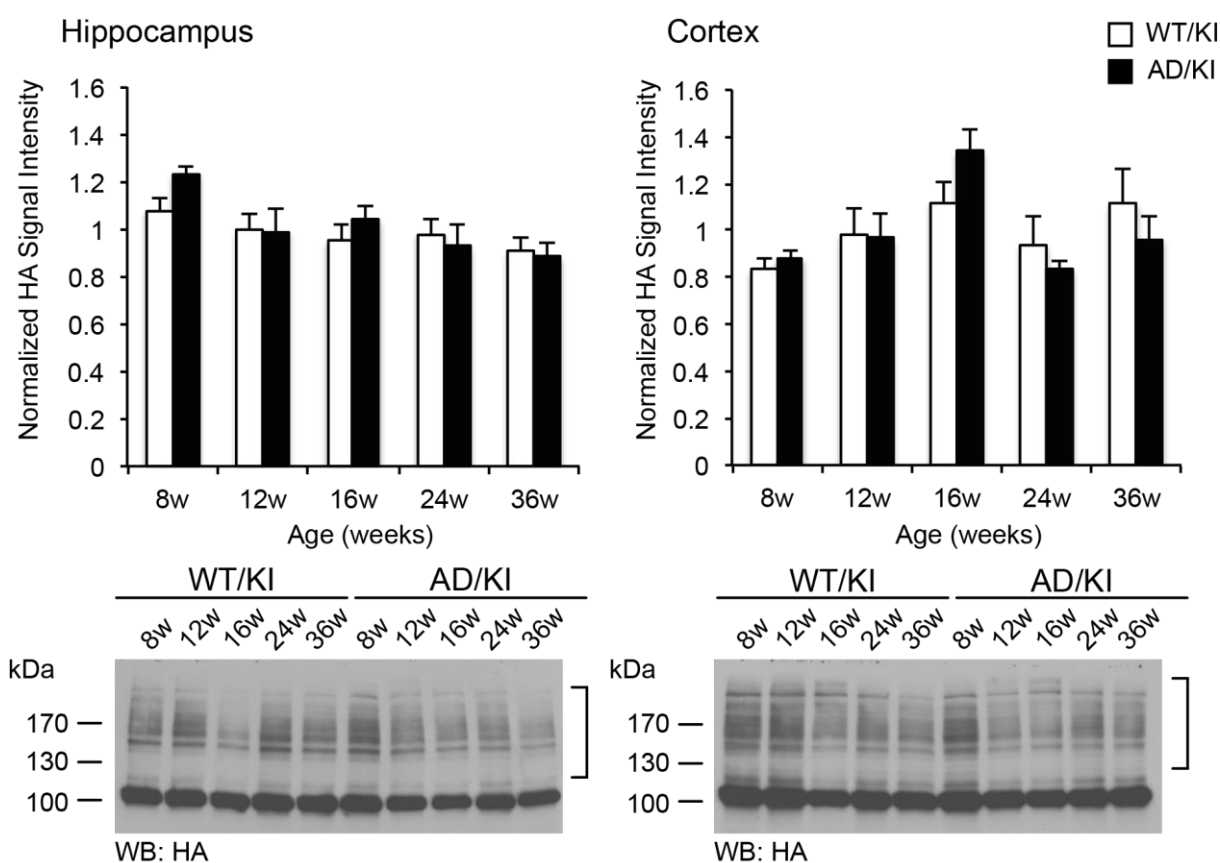 Hippocampus
Normalized HA Signal Intensity
1.6
1.4
1.2
1
0.8
0.6
0.4
0.2
0
8w 12w 16w 24w 36w
Age (weeks)
WT/KI AD/KI
8w 12w 16w 24w 36w 8w 12w 16w 24w 36w
kDa
170
130
100
WB: HA
Cortex
WT/KI
AD/KI
Normalized HA Signal Intensity
1.6
1.4
1.2
1
0.8
0.6
0.4
0.2
0
8w 12w 16w 24w 36w
Age (weeks)
WT/KI AD/KI
8w 12w 16w 24w 36w 8w 12w 16w 24w 36w
kDa
170
130
100
WB: HA